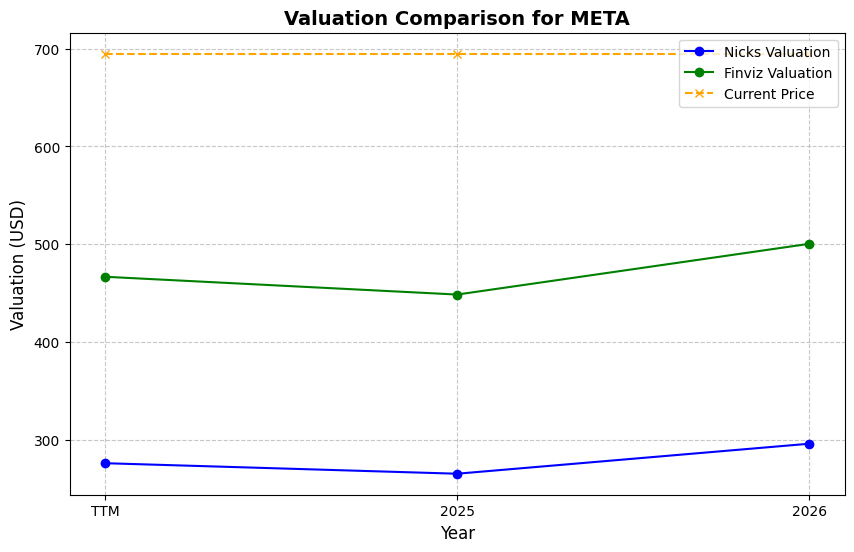 Valuation Comparison for META
Nicks Valuation
Finviz Valuation
Current Price
Valuation (USD)
700
600
500
400
300
TTM
2025
2026
Year